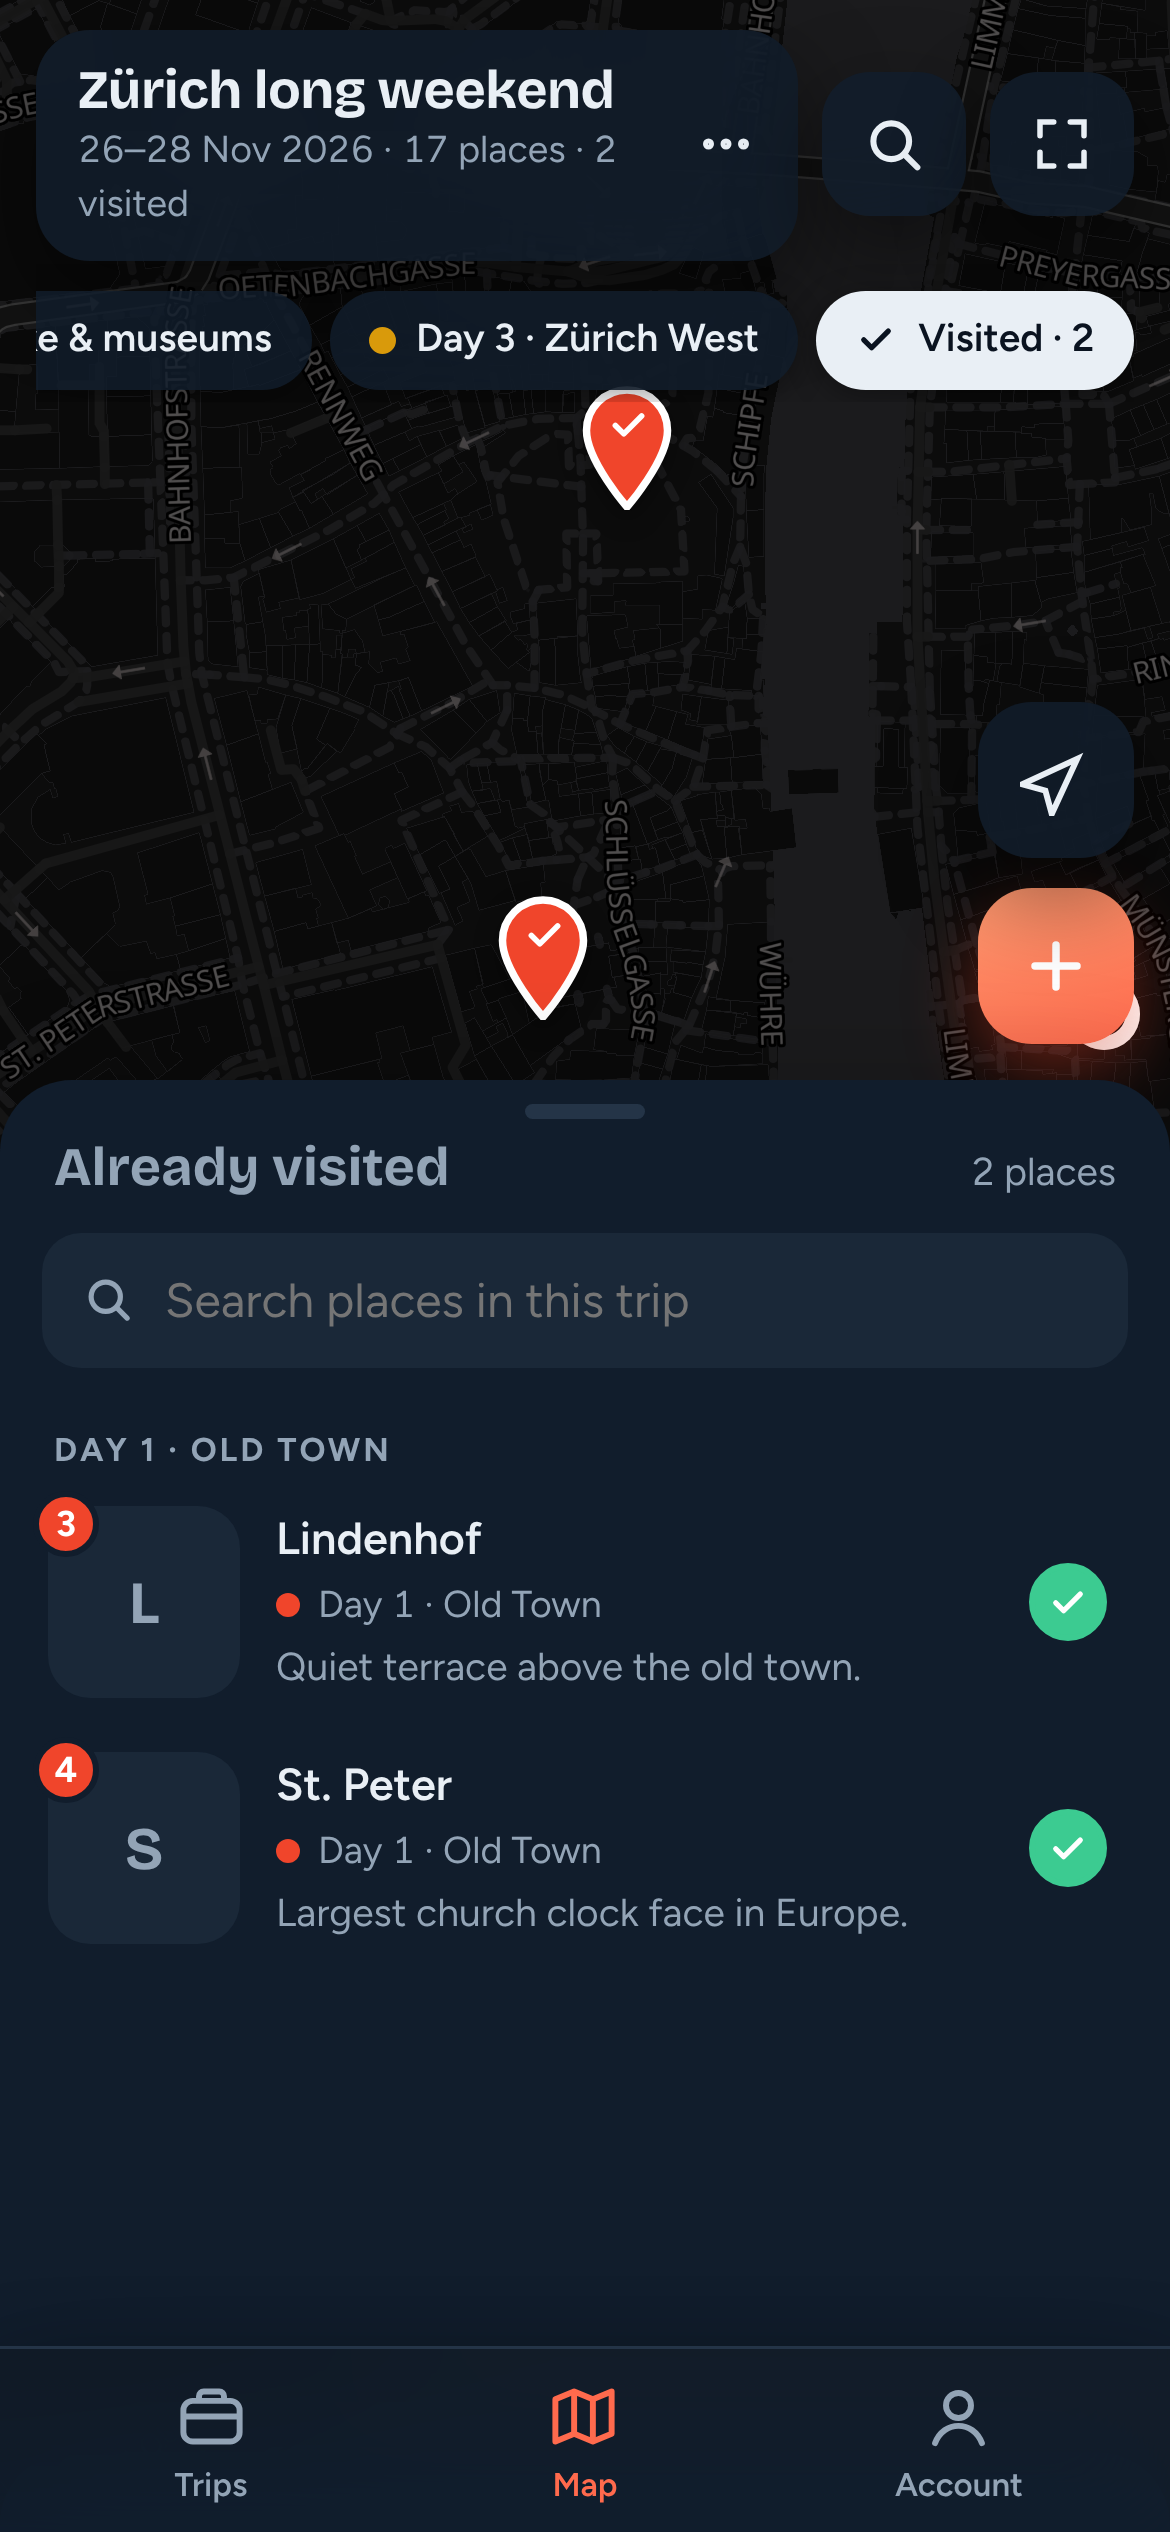 Zürich long weekend
26–28 Nov 2026 · 17 places · 2
visited
OETENBACHGASSE
PREYERGASS
e & museums
Day 3 · Zürich West
Visited · 2
BAHNHOFSTRASSE
RENNWEG
SCHIPFE
SCHLÜSSELGASSE
WÜHRE
ST. PETERSTRASSE
Already visited
2 places
Search places in this trip
DAY 1 · OLD TOWN
3
L
Lindenhof
Day 1 · Old Town
Quiet terrace above the old town.
4
S
St. Peter
Day 1 · Old Town
Largest church clock face in Europe.
Trips
Map
Account